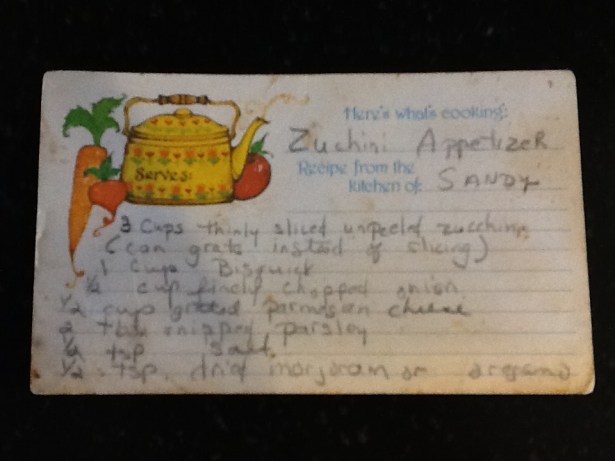 Here's what's cooking:
Zuchini Appetizer
Serves:
Recipe from the
kitchen of: SANDY
3 Cups thinly sliced unpeeled zucchini
(can grate instead of slicing)
1 Cup Bisquick
½ cup finely chopped onion
½ cup grated parmesan cheese
2 tbs snipped parsley
½ tsp salt
½ tsp. dried marjoram or oregano